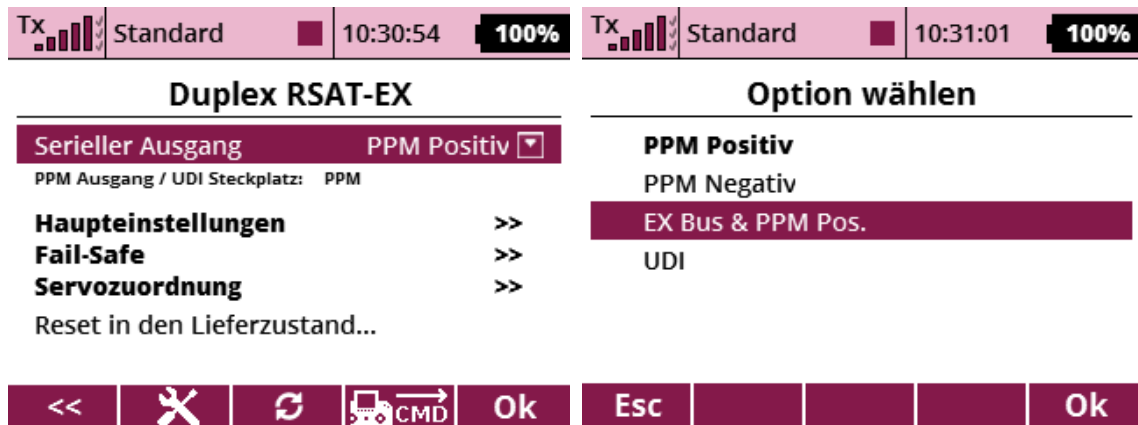 Tx Standard 10:30:54 100%
Duplex RSAT-EX
Serieller Ausgang PPM Positiv
PPM Ausgang / UDI Steckplatz: PPM
Haupteinstellungen >>
Fail-Safe >>
Servozuordnung >>
Reset in den Lieferzustand...
<< CMD Ok
Tx Standard 10:31:01 100%
Option wählen
PPM Positiv
PPM Negativ
EX Bus & PPM Pos.
UDI
Esc Ok